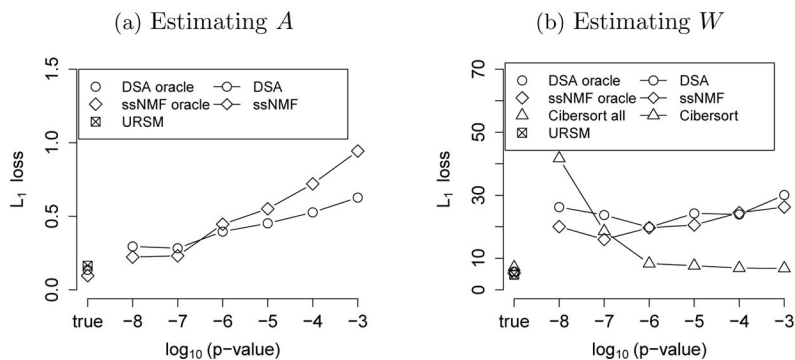 (a) Estimating A
L1 loss
1.5
1.0
0.5
0.0
DSA oracle DSA
ssNMF oracle ssNMF
URSM
true −8 −7 −6 −5 −4 −3
log10 (p−value)
(b) Estimating W
L1 loss
70
50
30
10
0
DSA oracle DSA
ssNMF oracle ssNMF
Cibersort all Cibersort
URSM
true −8 −7 −6 −5 −4 −3
log10 (p−value)